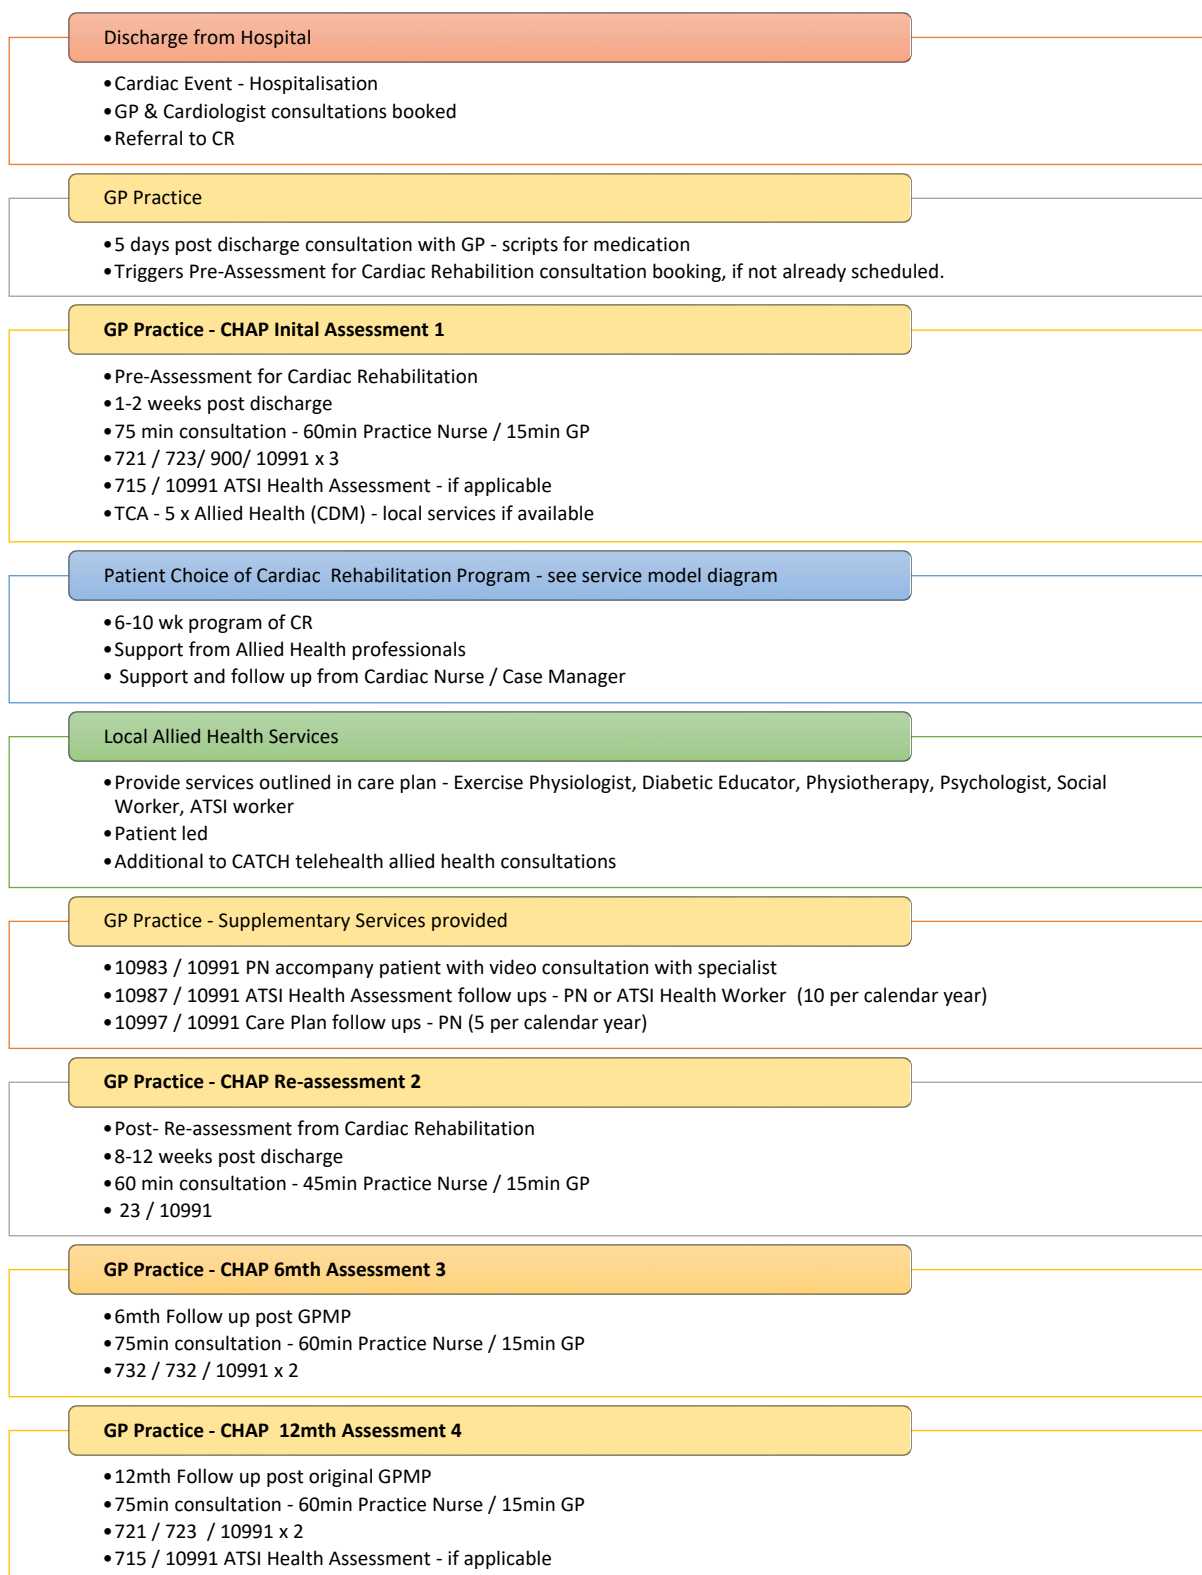 Discharge from Hospital
•Cardiac Event - Hospitalisation
•GP & Cardiologist consultations booked
•Referral to CR
GP Practice
•5 days post discharge consultation with GP - scripts for medication
•Triggers Pre-Assessment for Cardiac Rehabilition consultation booking, if not already scheduled.
GP Practice - CHAP Inital Assessment 1
•Pre-Assessment for Cardiac Rehabilitation
•1-2 weeks post discharge
•75 min consultation - 60min Practice Nurse / 15min GP
•721 / 723/ 900/ 10991 x 3
•715 / 10991 ATSI Health Assessment - if applicable
•TCA - 5 x Allied Health (CDM) - local services if available
Patient Choice of Cardiac  Rehabilitation Program - see service model diagram
•6-10 wk program of CR
•Support from Allied Health professionals
• Support and follow up from Cardiac Nurse / Case Manager
Local Allied Health Services
•Provide services outlined in care plan - Exercise Physiologist, Diabetic Educator, Physiotherapy, Psychologist, Social
Worker, ATSI worker
•Patient led
•Additional to CATCH telehealth allied health consultations
GP Practice - Supplementary Services provided
•10983 / 10991 PN accompany patient with video consultation with specialist
•10987 / 10991 ATSI Health Assessment follow ups - PN or ATSI Health Worker  (10 per calendar year)
•10997 / 10991 Care Plan follow ups - PN (5 per calendar year)
GP Practice - CHAP Re-assessment 2
•Post- Re-assessment from Cardiac Rehabilitation
•8-12 weeks post discharge
•60 min consultation - 45min Practice Nurse / 15min GP
• 23 / 10991
GP Practice - CHAP 6mth Assessment 3
•6mth Follow up post GPMP
•75min consultation - 60min Practice Nurse / 15min GP
•732 / 732 / 10991 x 2
GP Practice - CHAP  12mth Assessment 4
•12mth Follow up post original GPMP
•75min consultation - 60min Practice Nurse / 15min GP
•721 / 723  / 10991 x 2
•715 / 10991 ATSI Health Assessment - if applicable